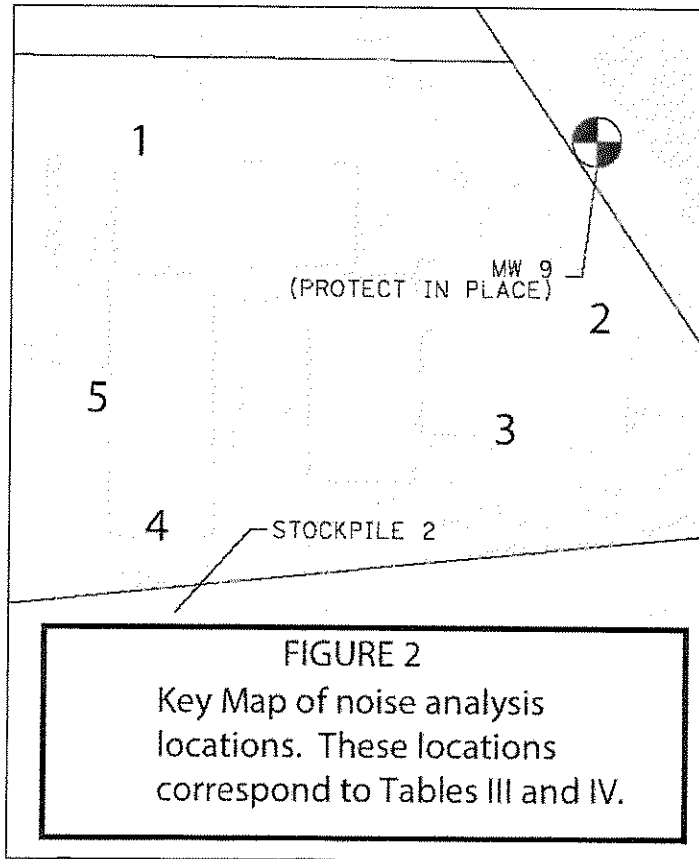 1
MW 9
(PROTECT IN PLACE)
2
5
3
4
STOCKPILE 2
FIGURE 2
Key Map of noise analysis
locations. These locations
correspond to Tables III and IV.